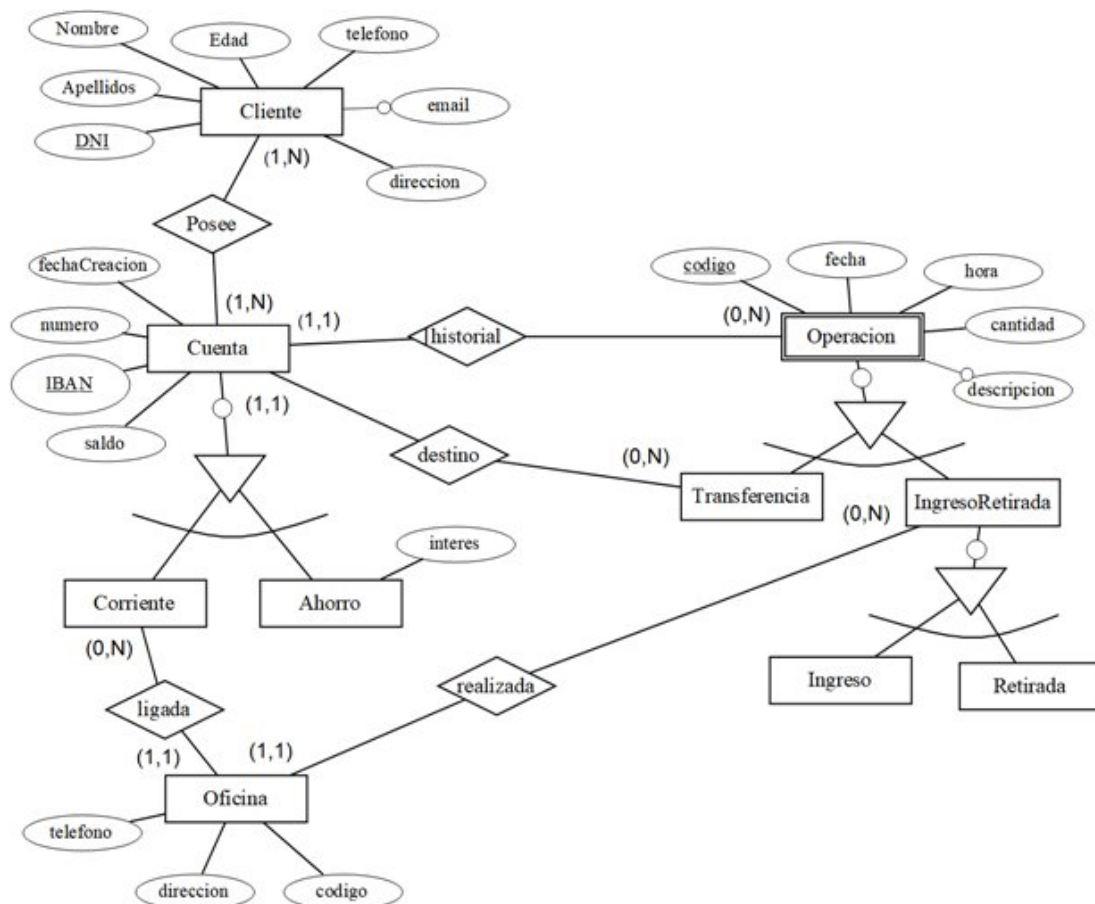 Nombre
Edad
telefono
Apellidos
Cliente
email
DNI
(1,N)
direccion
Posee
fechaCreacion
codigo
fecha
hora
numero
(1,N)
(1,1)
historial
(0,N)
Operacion
cantidad
Cuenta
IBAN
(1,1)
descripcion
saldo
destino
(0,N)
Transferencia
IngresoRetirada
(0,N)
interes
Corriente
Ahorro
(0,N)
realizada
Ingreso
Retirada
ligada
(1,1)
(1,1)
Oficina
telefono
direccion
codigo